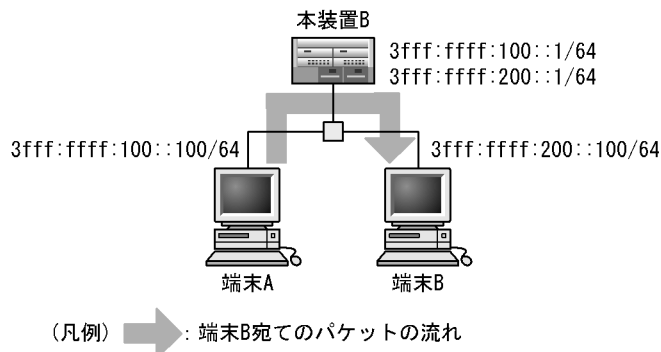 本装置B
3fff:ffff:100::1/64
3fff:ffff:200::1/64
3fff:ffff:100::100/64
3fff:ffff:200::100/64
端末A
端末B
(凡例) : 端末B宛てのパケットの流れ